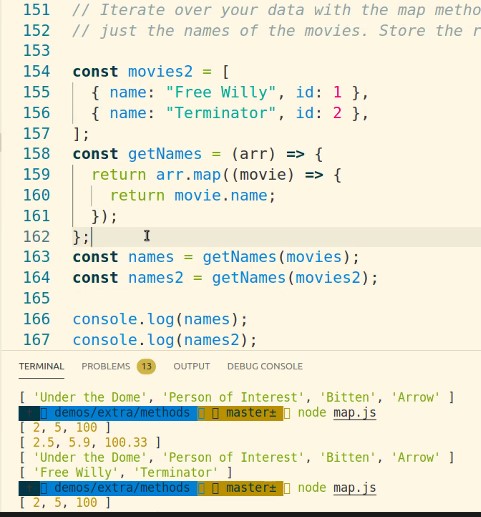 151 // Iterate over your data with the map metho
152 // just the names of the movies. Store the r
153
154 const movies2 = [
155 { name: "Free Willy", id: 1 },
156 { name: "Terminator", id: 2 },
157 ];
158 const getNames = (arr) => {
159 return arr.map((movie) => {
160 return movie.name;
161 });
162 };
163 const names = getNames(movies);
164 const names2 = getNames(movies2);
165
166 console.log(names);
167 console.log(names2);
TERMINAL PROBLEMS 13 OUTPUT DEBUG CONSOLE
[ 'Under the Dome', 'Person of Interest', 'Bitten', 'Arrow' ]
demos/extra/methods master± node map.js
[ 2, 5, 100 ]
[ 2.5, 5.9, 100.33 ]
[ 'Under the Dome', 'Person of Interest', 'Bitten', 'Arrow' ]
[ 'Free Willy', 'Terminator' ]
demos/extra/methods master± node map.js
[ 2, 5, 100 ]